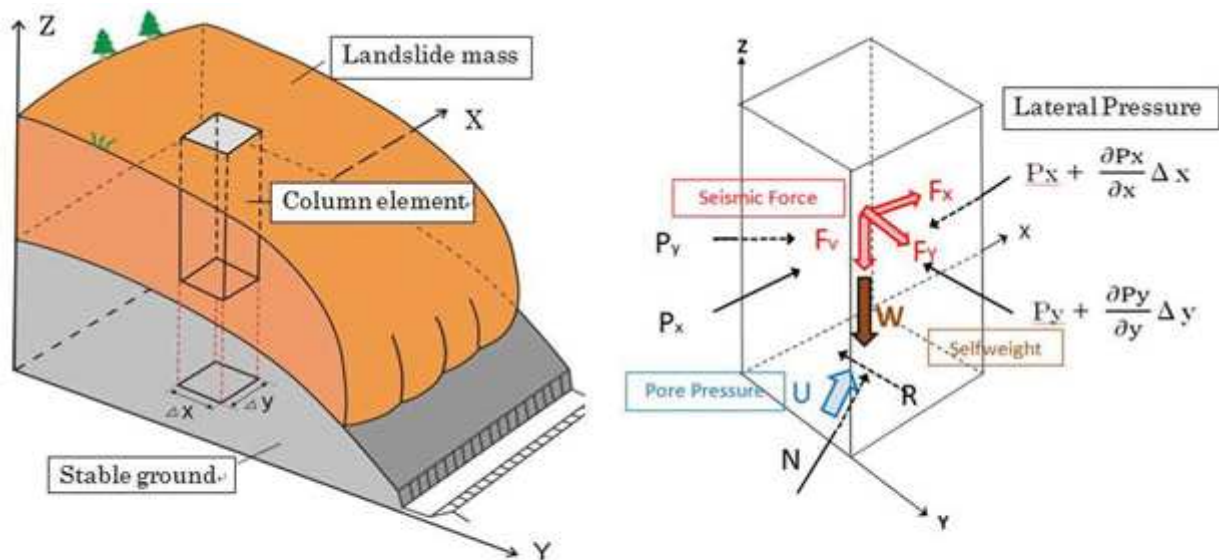 Z
Landslide mass
X
Column element
Δx
Δy
Stable ground
Y
Z
Lateral Pressure
Px + ∂Px/∂x Δ x
Seismic Force
Fx
Py
Fv
Fy
X
Px
Py + ∂Py/∂y Δ y
W
Selfweight
Pore Pressure
U
R
N
Y